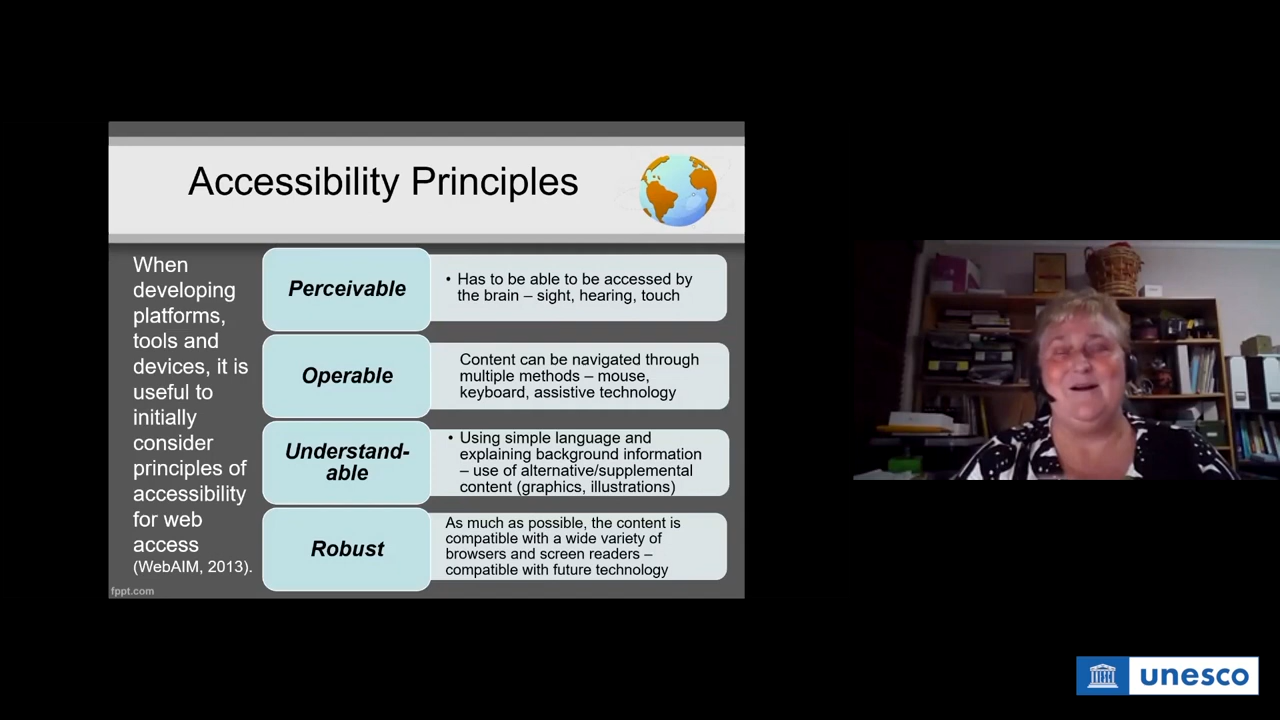 Accessibility Principles
When
developing
platforms,
tools and
devices, it is
useful to
initially
consider
principles of
accessibility
for web
access
(WebAIM, 2013).
Perceivable
• Has to be able to be accessed by
the brain – sight, hearing, touch
Operable
Content can be navigated through
multiple methods – mouse,
keyboard, assistive technology
Understand-
able
• Using simple language and
explaining background information
– use of alternative/supplemental
content (graphics, illustrations)
Robust
As much as possible, the content is
compatible with a wide variety of
browsers and screen readers –
compatible with future technology
fppt.com
unesco